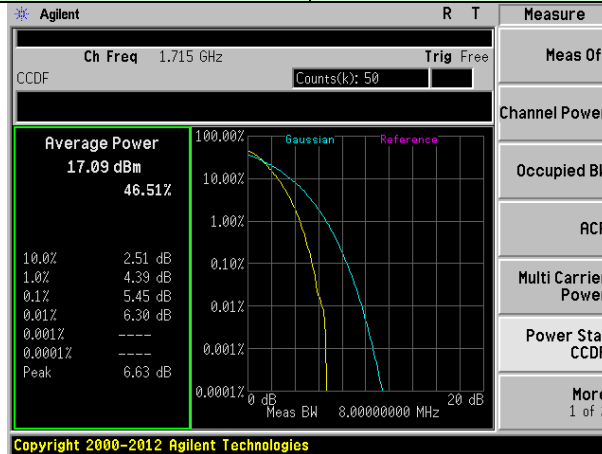 Agilent R T Measure
Ch Freq 1.715 GHz Trig Free
CCDF Counts(k): 50
Meas Of
Channel Power
Occupied B
ACP
Multi Carrier
Power
Power Sta
CCDF
More
1 of
Average Power
17.09 dBm
46.51%
10.0% 2.51 dB
1.0% 4.39 dB
0.1% 5.45 dB
0.01% 6.30 dB
0.001% ----
0.0001% ----
Peak 6.63 dB
Gaussian Reference
100.00%
10.00%
1.00%
0.10%
0.01%
0.001%
0.0001%
0 dB 20 dB
Meas BW 8.00000000 MHz
Copyright 2000-2012 Agilent Technologies